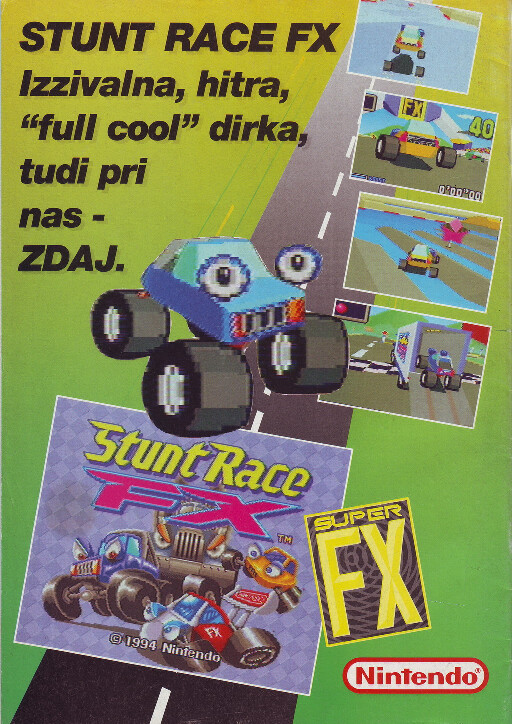 STUNT RACE FX
Izzivalna, hitra,
“full cool” dirka,
tudi pri
nas -
ZDAJ.
FX
40
0'00"00
Stunt Race
FX
TM
FX
© 1994 Nintendo
SUPER
FX
Nintendo